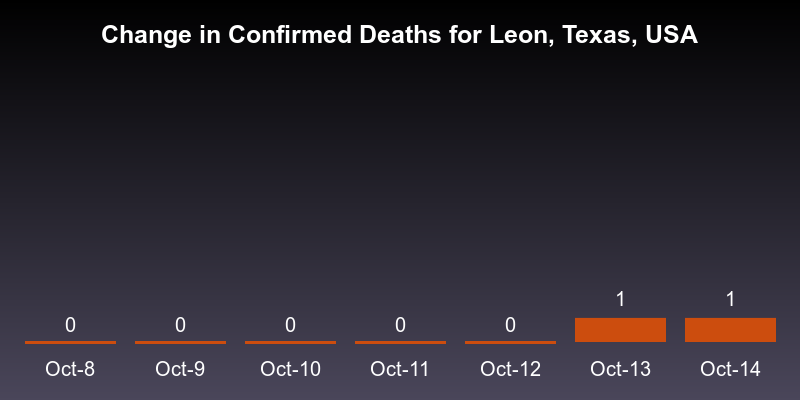 Change in Confirmed Deaths for Leon, Texas, USA
0 0 0 0 0 1 1
Oct-8 Oct-9 Oct-10 Oct-11 Oct-12 Oct-13 Oct-14